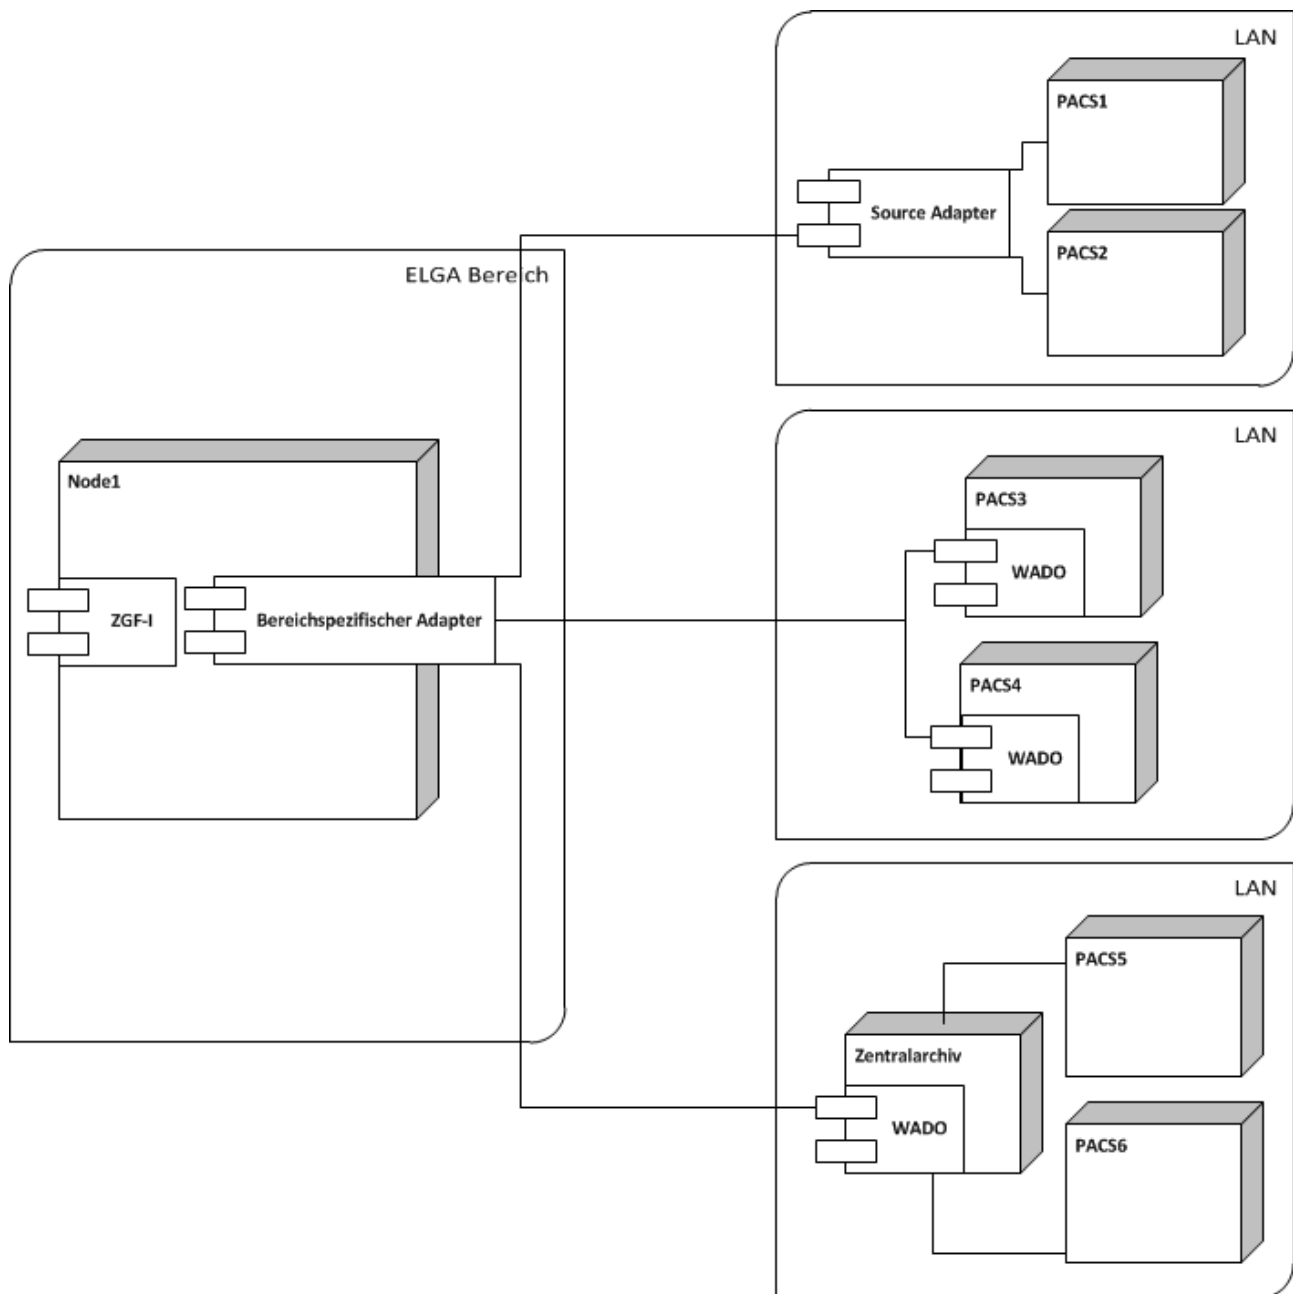 LAN
PACS1
Source Adapter
PACS2
ELGA Bereich
LAN
PACS3
WADO
Node1
ZGF-I
Bereichspezifischer Adapter
PACS4
WADO
LAN
PACS5
Zentralarchiv
WADO
PACS6